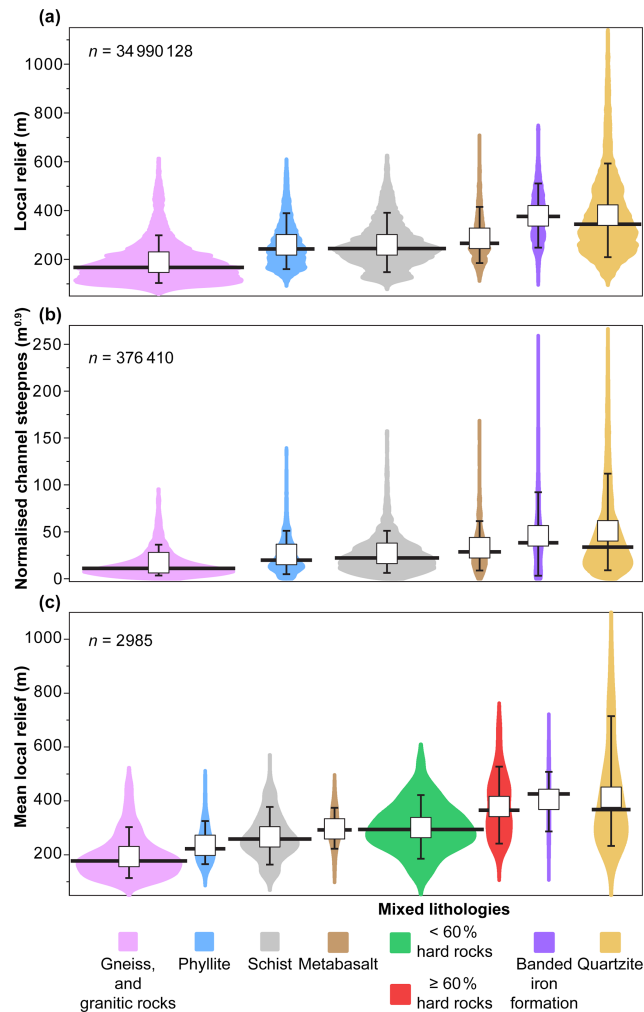 (a)
n = 34 990 128
Local relief (m)
1000
800
600
400
200
(b)
n = 376 410
Normalised channel steepnes (m0.9)
250
200
150
100
50
0
(c)
n = 2985
Mean local relief (m)
1000
800
600
400
200
Mixed lithologies
Gneiss,
and
granitic rocks
Phyllite
Schist
Metabasalt
< 60 %
hard rocks
≥ 60 %
hard rocks
Banded
iron
formation
Quartzite